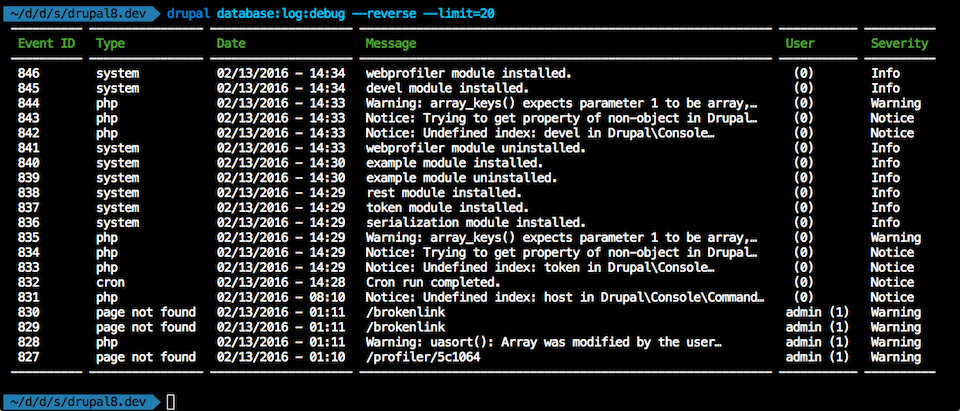 ~/d/d/s/drupal8.dev drupal database:log:debug --reverse --limit=20
Event ID Type Date Message User Severity
846 system 02/13/2016 - 14:34 webprofiler module installed. (0) Info
845 system 02/13/2016 - 14:34 devel module installed. (0) Info
844 php 02/13/2016 - 14:33 Warning: array_keys() expects parameter 1 to be array,… (0) Warning
843 php 02/13/2016 - 14:33 Notice: Trying to get property of non-object in Drupal… (0) Notice
842 php 02/13/2016 - 14:33 Notice: Undefined index: devel in Drupal\Console… (0) Notice
841 system 02/13/2016 - 14:33 webprofiler module uninstalled. (0) Info
840 system 02/13/2016 - 14:30 example module installed. (0) Info
839 system 02/13/2016 - 14:30 example module uninstalled. (0) Info
838 system 02/13/2016 - 14:29 rest module installed. (0) Info
837 system 02/13/2016 - 14:29 token module installed. (0) Info
836 system 02/13/2016 - 14:29 serialization module installed. (0) Info
835 php 02/13/2016 - 14:29 Warning: array_keys() expects parameter 1 to be array,… (0) Warning
834 php 02/13/2016 - 14:29 Notice: Trying to get property of non-object in Drupal… (0) Notice
833 php 02/13/2016 - 14:29 Notice: Undefined index: token in Drupal\Console… (0) Notice
832 cron 02/13/2016 - 14:28 Cron run completed. (0) Notice
831 php 02/13/2016 - 08:10 Notice: Undefined index: host in Drupal\Console\Command… (0) Notice
830 page not found 02/13/2016 - 01:11 /brokenlink admin (1) Warning
829 page not found 02/13/2016 - 01:11 /brokenlink admin (1) Warning
828 php 02/13/2016 - 01:11 Warning: uasort(): Array was modified by the user… admin (1) Warning
827 page not found 02/13/2016 - 01:10 /profiler/5c1064 admin (1) Warning
~/d/d/s/drupal8.dev